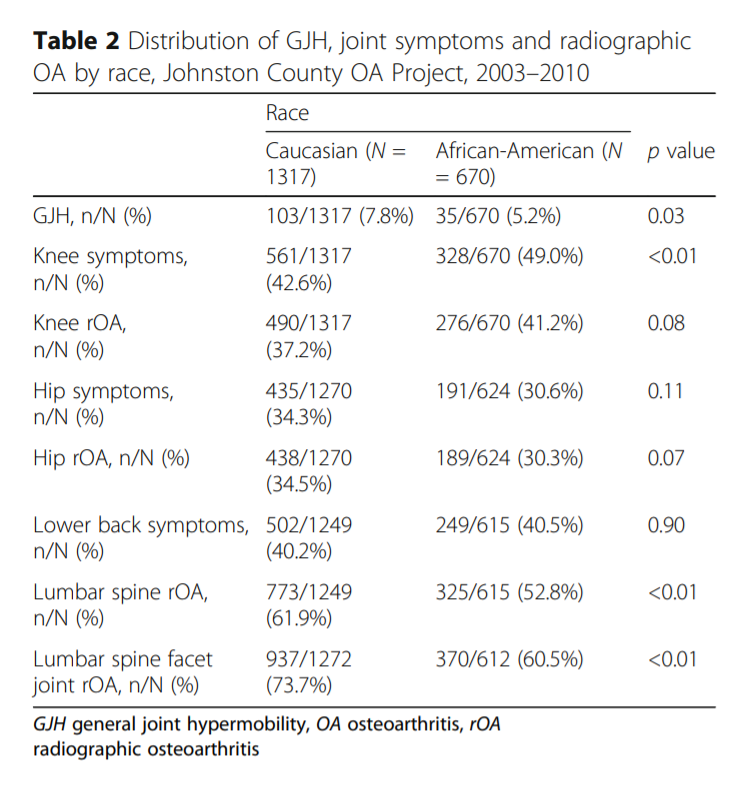 Table 2 Distribution of GJH, joint symptoms and radiographic
OA by race, Johnston County OA Project, 2003–2010
Race
Caucasian (N = African-American (N p value
1317) = 670)
GJH, n/N (%) 103/1317 (7.8%) 35/670 (5.2%) 0.03
Knee symptoms, 561/1317 328/670 (49.0%) <0.01
n/N (%) (42.6%)
Knee rOA, 490/1317 276/670 (41.2%) 0.08
n/N (%) (37.2%)
Hip symptoms, 435/1270 191/624 (30.6%) 0.11
n/N (%) (34.3%)
Hip rOA, n/N (%) 438/1270 189/624 (30.3%) 0.07
(34.5%)
Lower back symptoms, 502/1249 249/615 (40.5%) 0.90
n/N (%) (40.2%)
Lumbar spine rOA, 773/1249 325/615 (52.8%) <0.01
n/N (%) (61.9%)
Lumbar spine facet 937/1272 370/612 (60.5%) <0.01
joint rOA, n/N (%) (73.7%)
GJH general joint hypermobility, OA osteoarthritis, rOA
radiographic osteoarthritis